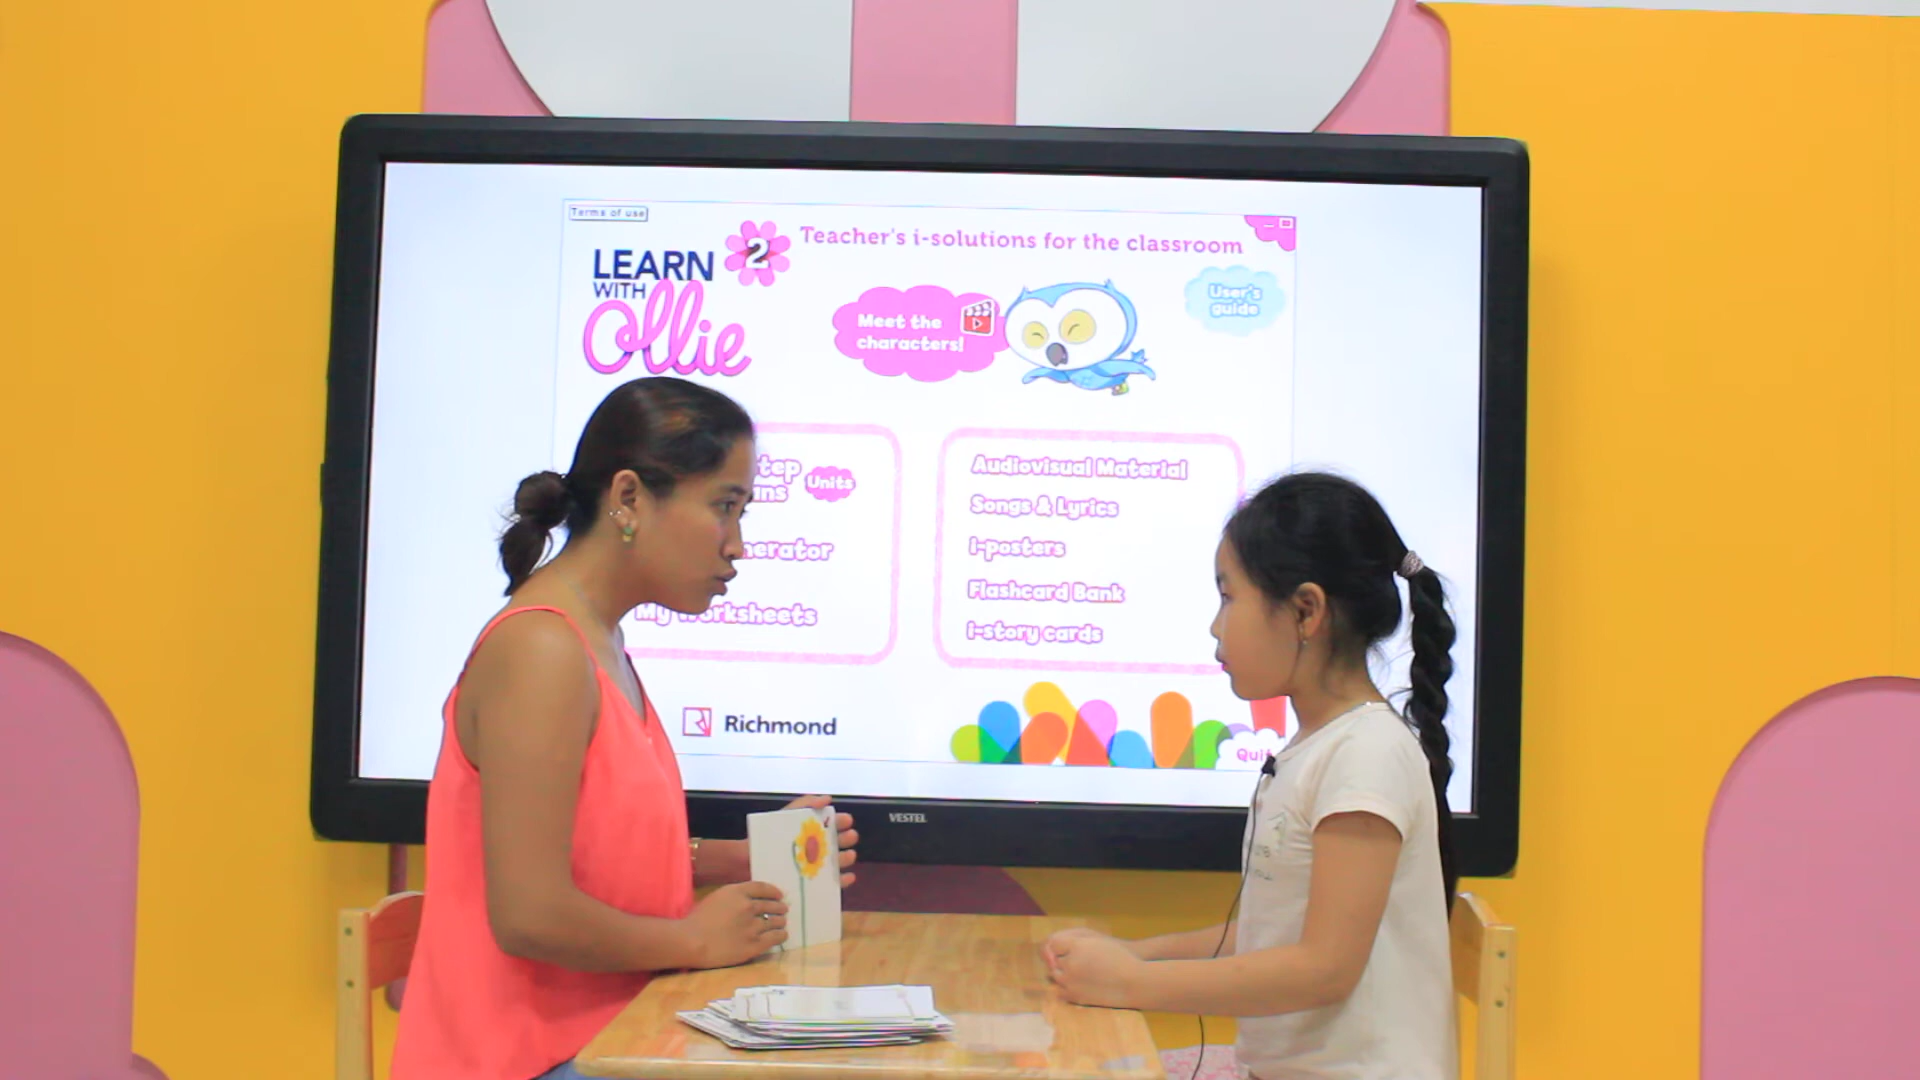 Terms of use
LEARN
WITH
Ollie
2
Teacher's i-solutions for the classroom
Meet the
characters!
User's
guide
Units
My Worksheets
Audiovisual Material
Songs & Lyrics
i-posters
Flashcard Bank
i-story cards
Richmond
Quit
VESTEL